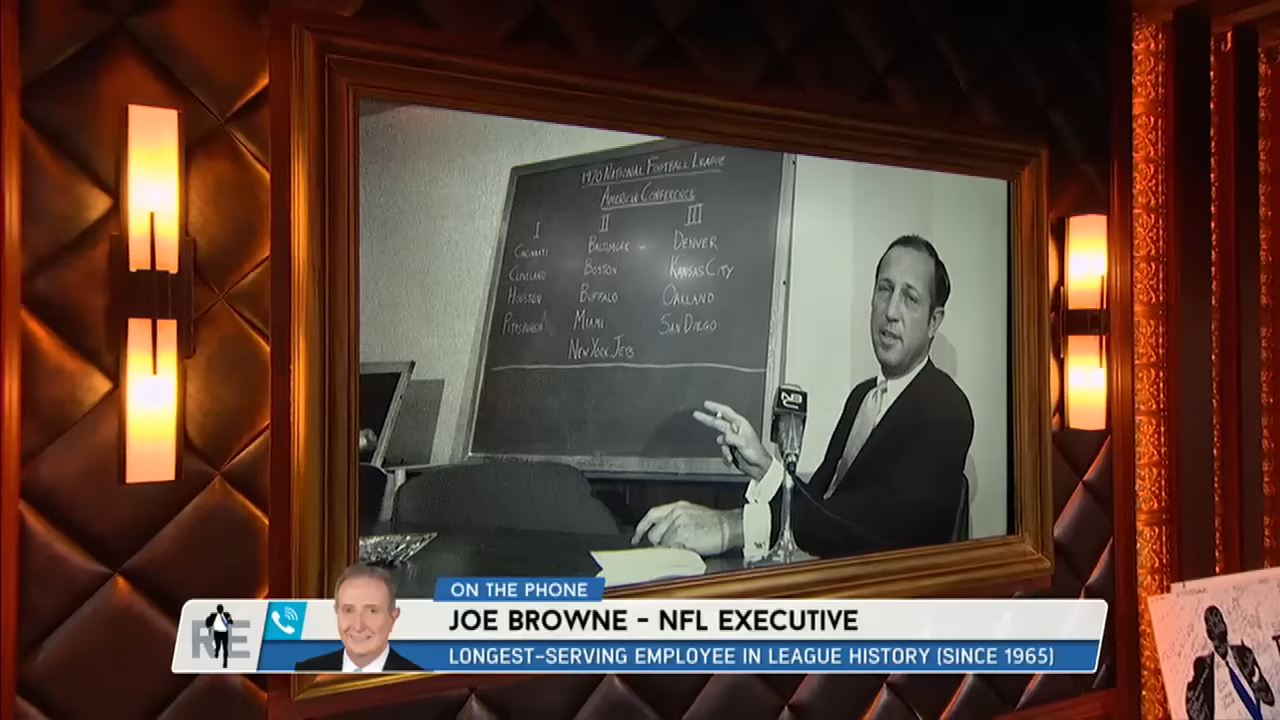 1970 NATIONAL FOOTBALL LEAGUE
AMERICAN CONFERENCE
I
II
III
CINCINNATI
BALTIMORE
DENVER
CLEVELAND
BOSTON
KANSAS CITY
HOUSTON
BUFFALO
OAKLAND
PITTSBURGH
MIAMI
SAN DIEGO
NEW YORK JETS
ON THE PHONE
RE
JOE BROWNE - NFL EXECUTIVE
LONGEST-SERVING EMPLOYEE IN LEAGUE HISTORY (SINCE 1965)